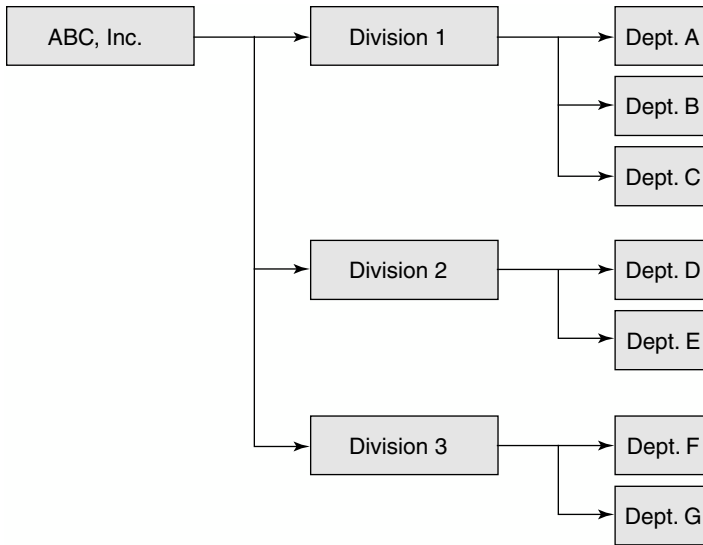 ABC, Inc.
Division 1
Dept. A
Dept. B
Dept. C
Division 2
Dept. D
Dept. E
Division 3
Dept. F
Dept. G